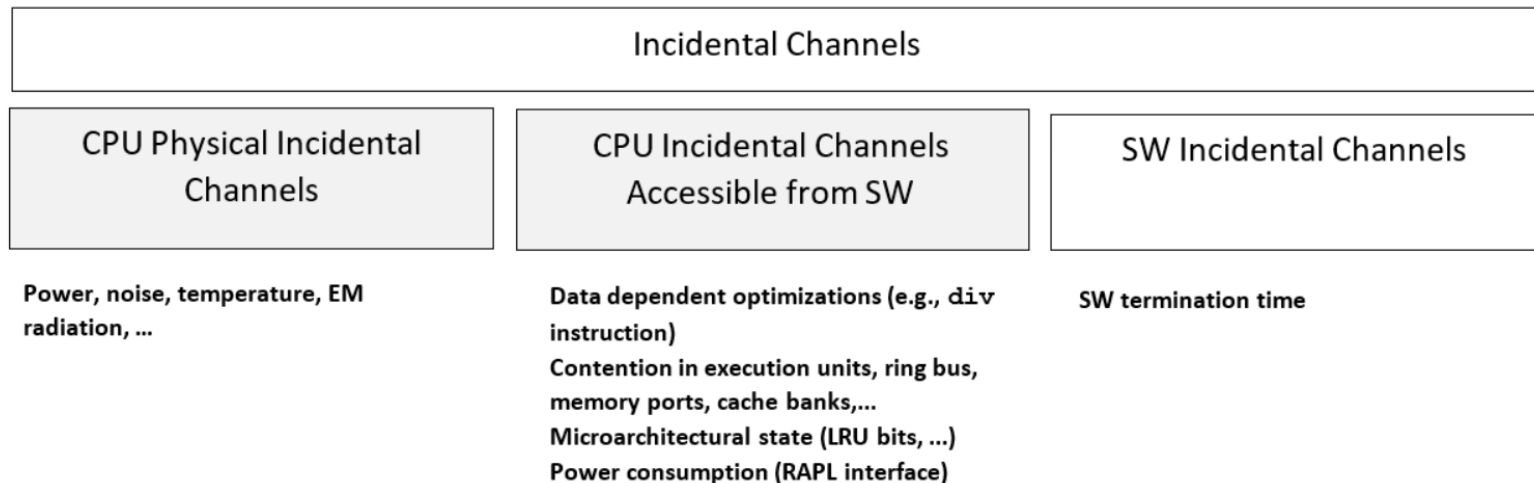 Incidental Channels
CPU Physical Incidental
Channels
CPU Incidental Channels
Accessible from SW
SW Incidental Channels
Power, noise, temperature, EM
radiation, ...
Data dependent optimizations (e.g., div
instruction)
Contention in execution units, ring bus,
memory ports, cache banks,...
Microarchitectural state (LRU bits, ...)
Power consumption (RAPL interface)
SW termination time